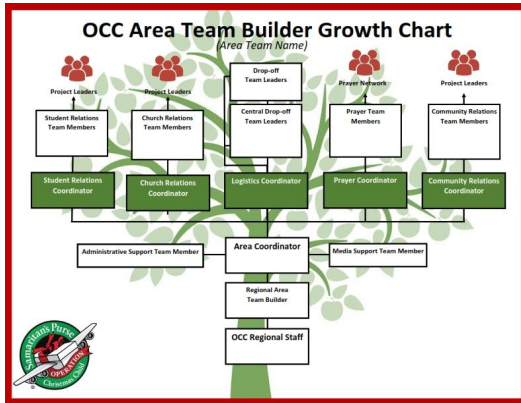 OCC Area Team Builder Growth Chart
(Area Team Name)
Project Leaders
Project Leaders
Drop-off
Team Leaders
Prayer Network
Project Leaders
Student Relations
Team Members
Church Relations
Team Members
Central Drop-off
Team Leaders
Prayer Team
Members
Community Relations
Team Members
Student Relations
Coordinator
Church Relations
Coordinator
Logistics Coordinator
Prayer Coordinator
Community Relations
Coordinator
Administrative Support Team Member
Area Coordinator
Media Support Team Member
Regional Area
Team Builder
OCC Regional Staff
Samaritan's Purse
OPERATION
Christmas Child